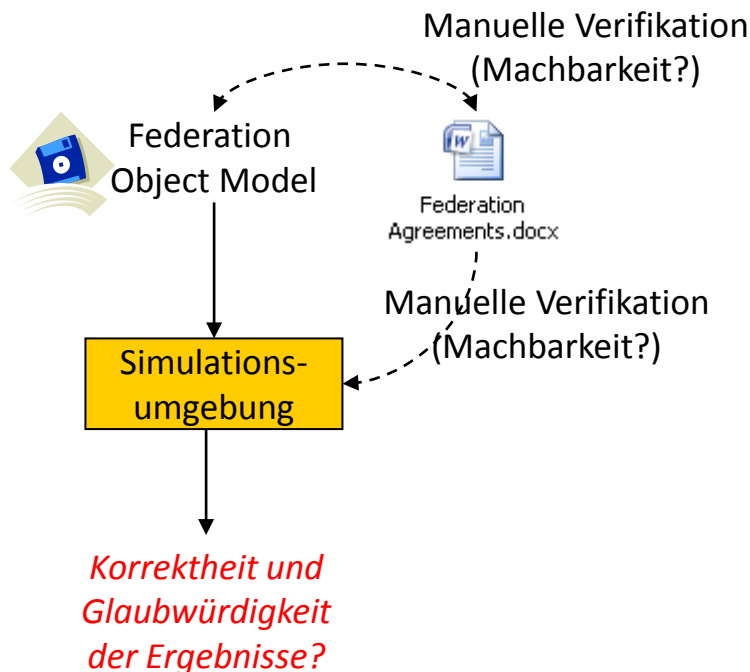 Manuelle Verifikation
(Machbarkeit?)
Federation
Object Model
W
Federation
Agreements.docx
Manuelle Verifikation
(Machbarkeit?)
Simulations-
umgebung
Korrektheit und
Glaubwürdigkeit
der Ergebnisse?